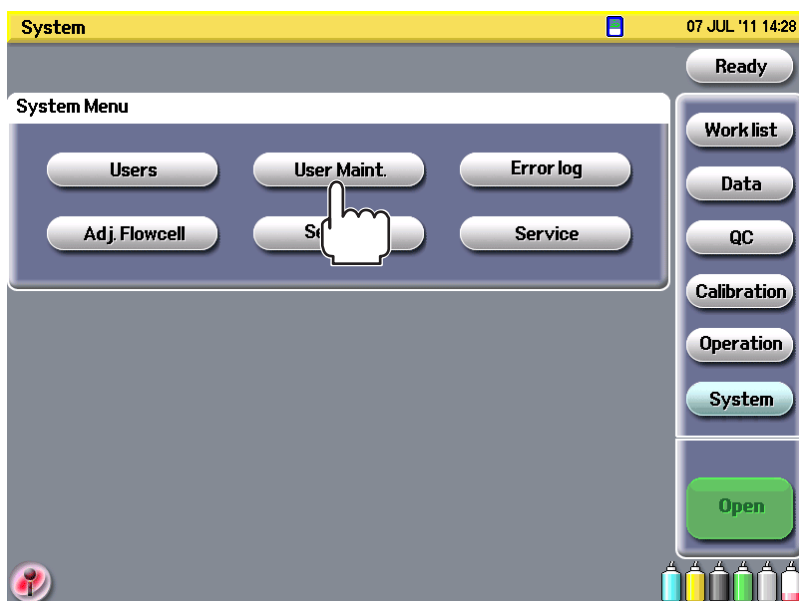 System
07 JUL '11 14:28
Ready
System Menu
Work list
Users
User Maint.
Error log
Data
Adj. Flowcell
Service
QC
Calibration
Operation
System
Open